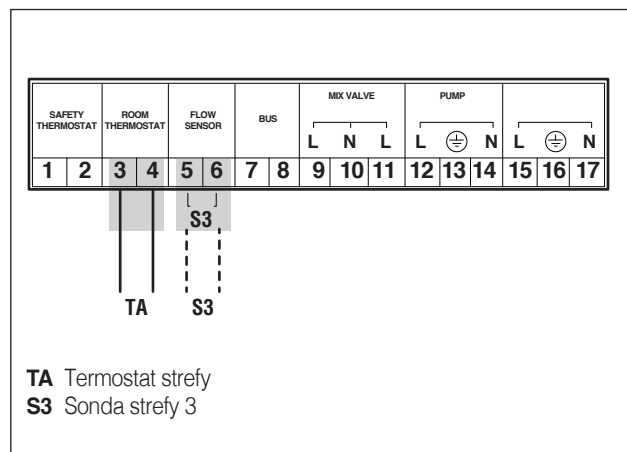 MIX VALVE PUMP
SAFETY THERMOSTAT ROOM THERMOSTAT FLOW SENSOR BUS
L N L L N L N
1 2 3 4 5 6 7 8 9 10 11 12 13 14 15 16 17
S3
TA S3
TA Termostat strefy
S3 Sonda strefy 3